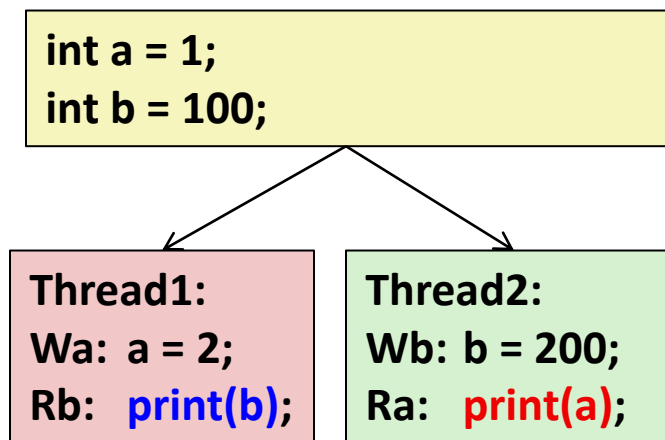 int a = 1;
int b = 100;
Thread1:
Wa: a = 2;
Rb: print(b);
Thread2:
Wb: b = 200;
Ra: print(a);